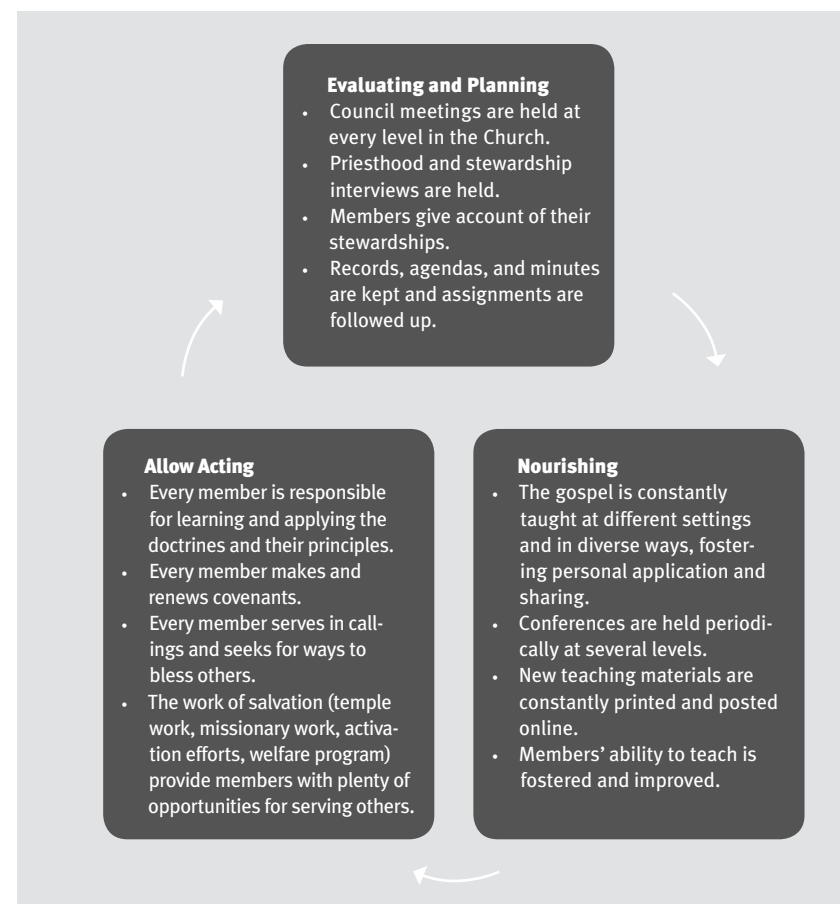 Evaluating and Planning
• Council meetings are held at
every level in the Church.
• Priesthood and stewardship
interviews are held.
• Members give account of their
stewardships.
• Records, agendas, and minutes
are kept and assignments are
followed up.
Allow Acting
• Every member is responsible
for learning and applying the
doctrines and their principles.
• Every member makes and
renews covenants.
• Every member serves in call-
ings and seeks for ways to
bless others.
• The work of salvation (temple
work, missionary work, activa-
tion efforts, welfare program)
provide members with plenty of
opportunities for serving others.
Nourishing
• The gospel is constantly
taught at different settings
and in diverse ways, foster-
ing personal application and
sharing.
• Conferences are held periodi-
cally at several levels.
• New teaching materials are
constantly printed and posted
online.
• Members’ ability to teach is
fostered and improved.